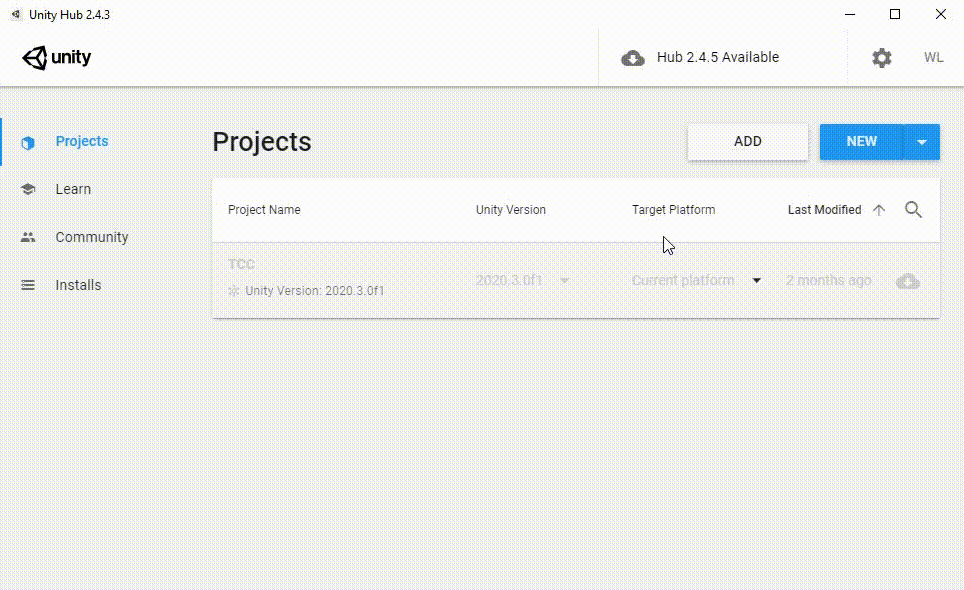 Unity Hub 2.4.3
unity
Hub 2.4.5 Available
WL
Projects
Learn
Community
Installs
Projects
ADD
NEW
Project Name
Unity Version
Target Platform
Last Modified
TCC
Unity Version: 2020.3.0f1
2020.3.0f1
Current platform
2 months ago